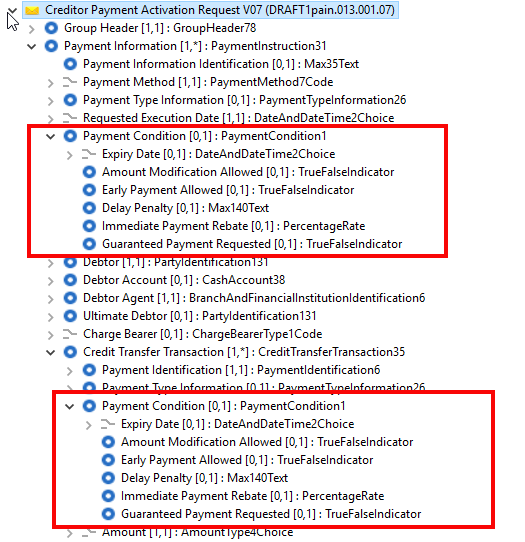 Creditor Payment Activation Request V07 (DRAFT1pain.013.001.07)
Group Header [1,1] : GroupHeader78
Payment Information [1,*] : PaymentInstruction31
Payment Information Identification [0,1] : Max35Text
Payment Method [1,1] : PaymentMethod7Code
Payment Type Information [0,1] : PaymentTypeInformation26
Requested Execution Date [1,1] : DateAndDateTime2Choice
Payment Condition [0,1] : PaymentCondition1
Expiry Date [0,1] : DateAndDateTime2Choice
Amount Modification Allowed [0,1] : TrueFalseIndicator
Early Payment Allowed [0,1] : TrueFalseIndicator
Delay Penalty [0,1] : Max140Text
Immediate Payment Rebate [0,1] : PercentageRate
Guaranteed Payment Requested [0,1] : TrueFalseIndicator
Debtor [1,1] : PartyIdentification131
Debtor Account [0,1] : CashAccount38
Debtor Agent [1,1] : BranchAndFinancialInstitutionIdentification6
Ultimate Debtor [0,1] : PartyIdentification131
Charge Bearer [0,1] : ChargeBearerType1Code
Credit Transfer Transaction [1,*] : CreditTransferTransaction35
Payment Identification [1,1] : PaymentIdentification6
Payment Type Information [0,1] : PaymentTypeInformation26
Payment Condition [0,1] : PaymentCondition1
Expiry Date [0,1] : DateAndDateTime2Choice
Amount Modification Allowed [0,1] : TrueFalseIndicator
Early Payment Allowed [0,1] : TrueFalseIndicator
Delay Penalty [0,1] : Max140Text
Immediate Payment Rebate [0,1] : PercentageRate
Guaranteed Payment Requested [0,1] : TrueFalseIndicator
Amount [1,1] : AmountType4Choice